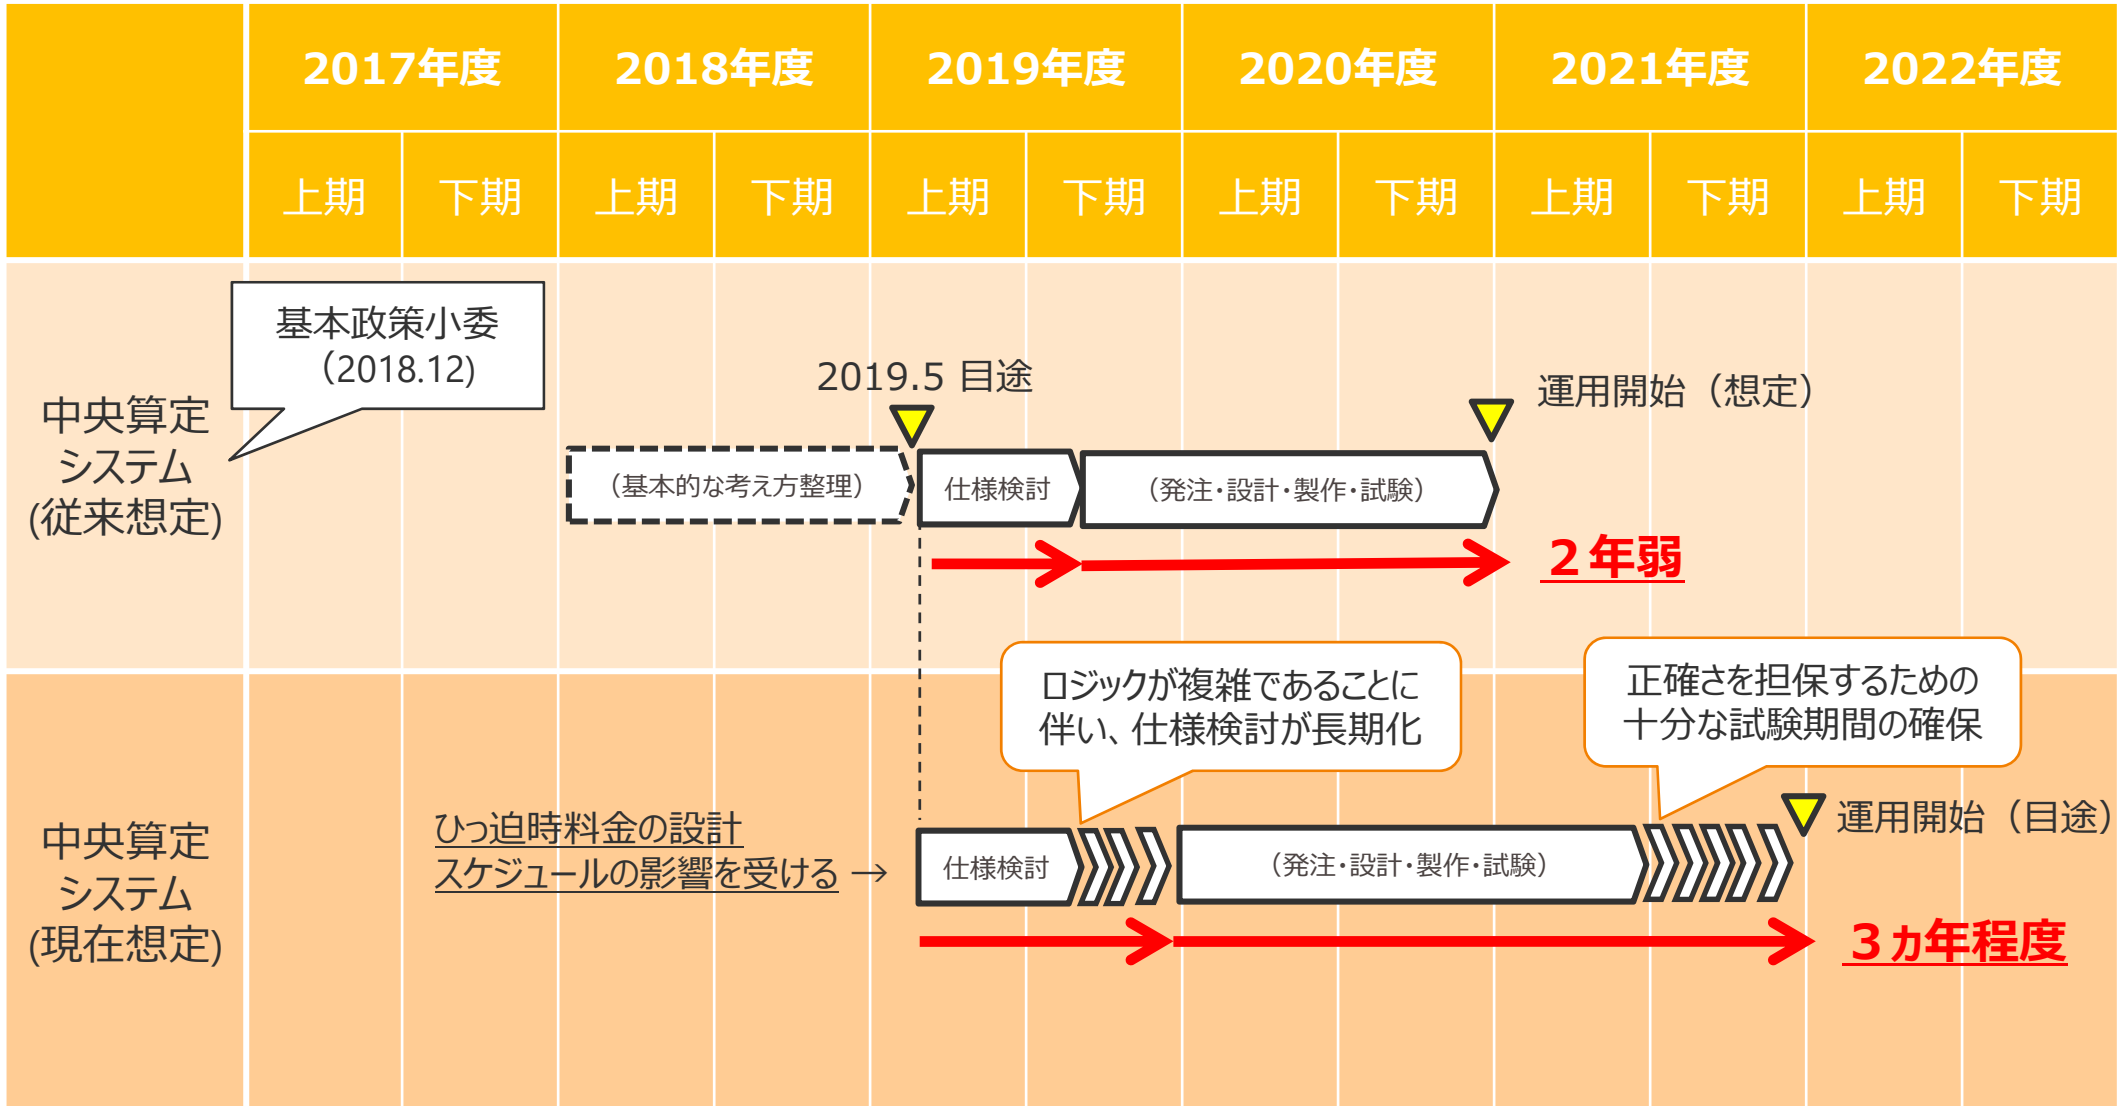 2017年度
2018年度
2019年度
2020年度
2021年度
2022年度
上期
下期
上期
下期
上期
下期
上期
下期
上期
下期
上期
下期
中央算定
システム
(従来想定)
基本政策小委
（2018.12)
2019.5 目途
運用開始（想定）
（基本的な考え方整理）
仕様検討
（発注・設計・製作・試験）
２年弱
中央算定
システム
(現在想定)
ロジックが複雑であることに
伴い、仕様検討が長期化
正確さを担保するための
十分な試験期間の確保
ひっ迫時料金の設計
スケジュールの影響を受ける →
仕様検討
（発注・設計・製作・試験）
運用開始（目途）
３ヵ年程度